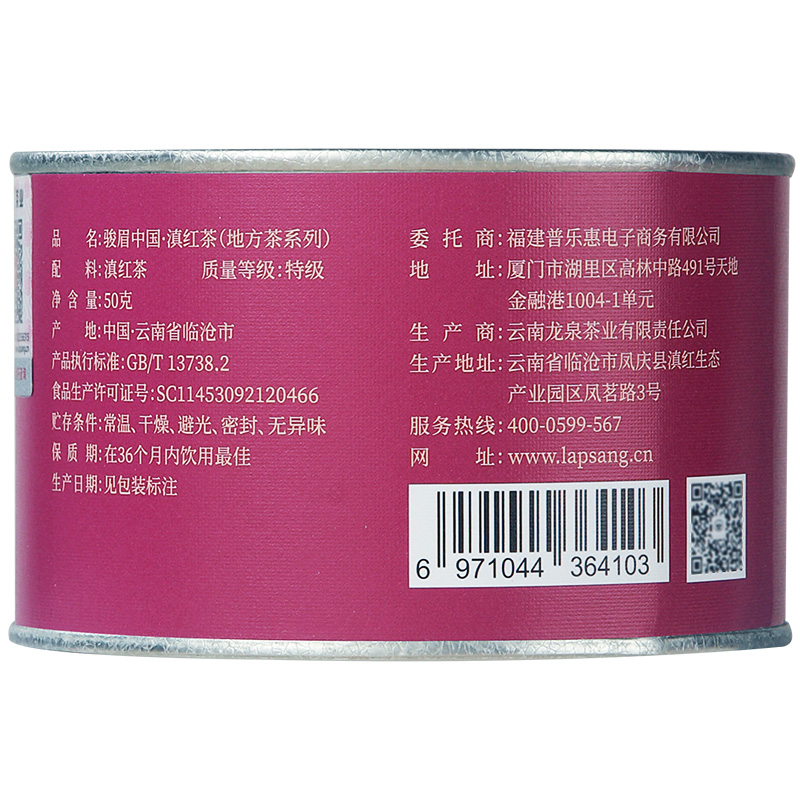 品 名:骏眉中国·滇红茶(地方茶系列)
配 料:滇红茶 质量等级:特级
净 含 量:50克
产 地:中国·云南省临沧市
产品执行标准:GB/T 13738.2
食品生产许可证号:SC11453092120466
贮存条件:常温、干燥、避光、密封、无异味
保 质 期:在36个月内饮用最佳
生产日期:见包装标注
委 托 商:福建普乐惠电子商务有限公司
地 址:厦门市湖里区高林中路491号天地
金融港1004-1单元
生 产 商:云南龙泉茶业有限责任公司
生产地址:云南省临沧市凤庆县滇红生态
产业园区凤茗路3号
服务热线:400-0599-567
网 址:www.lapsang.cn
6 971044 364103